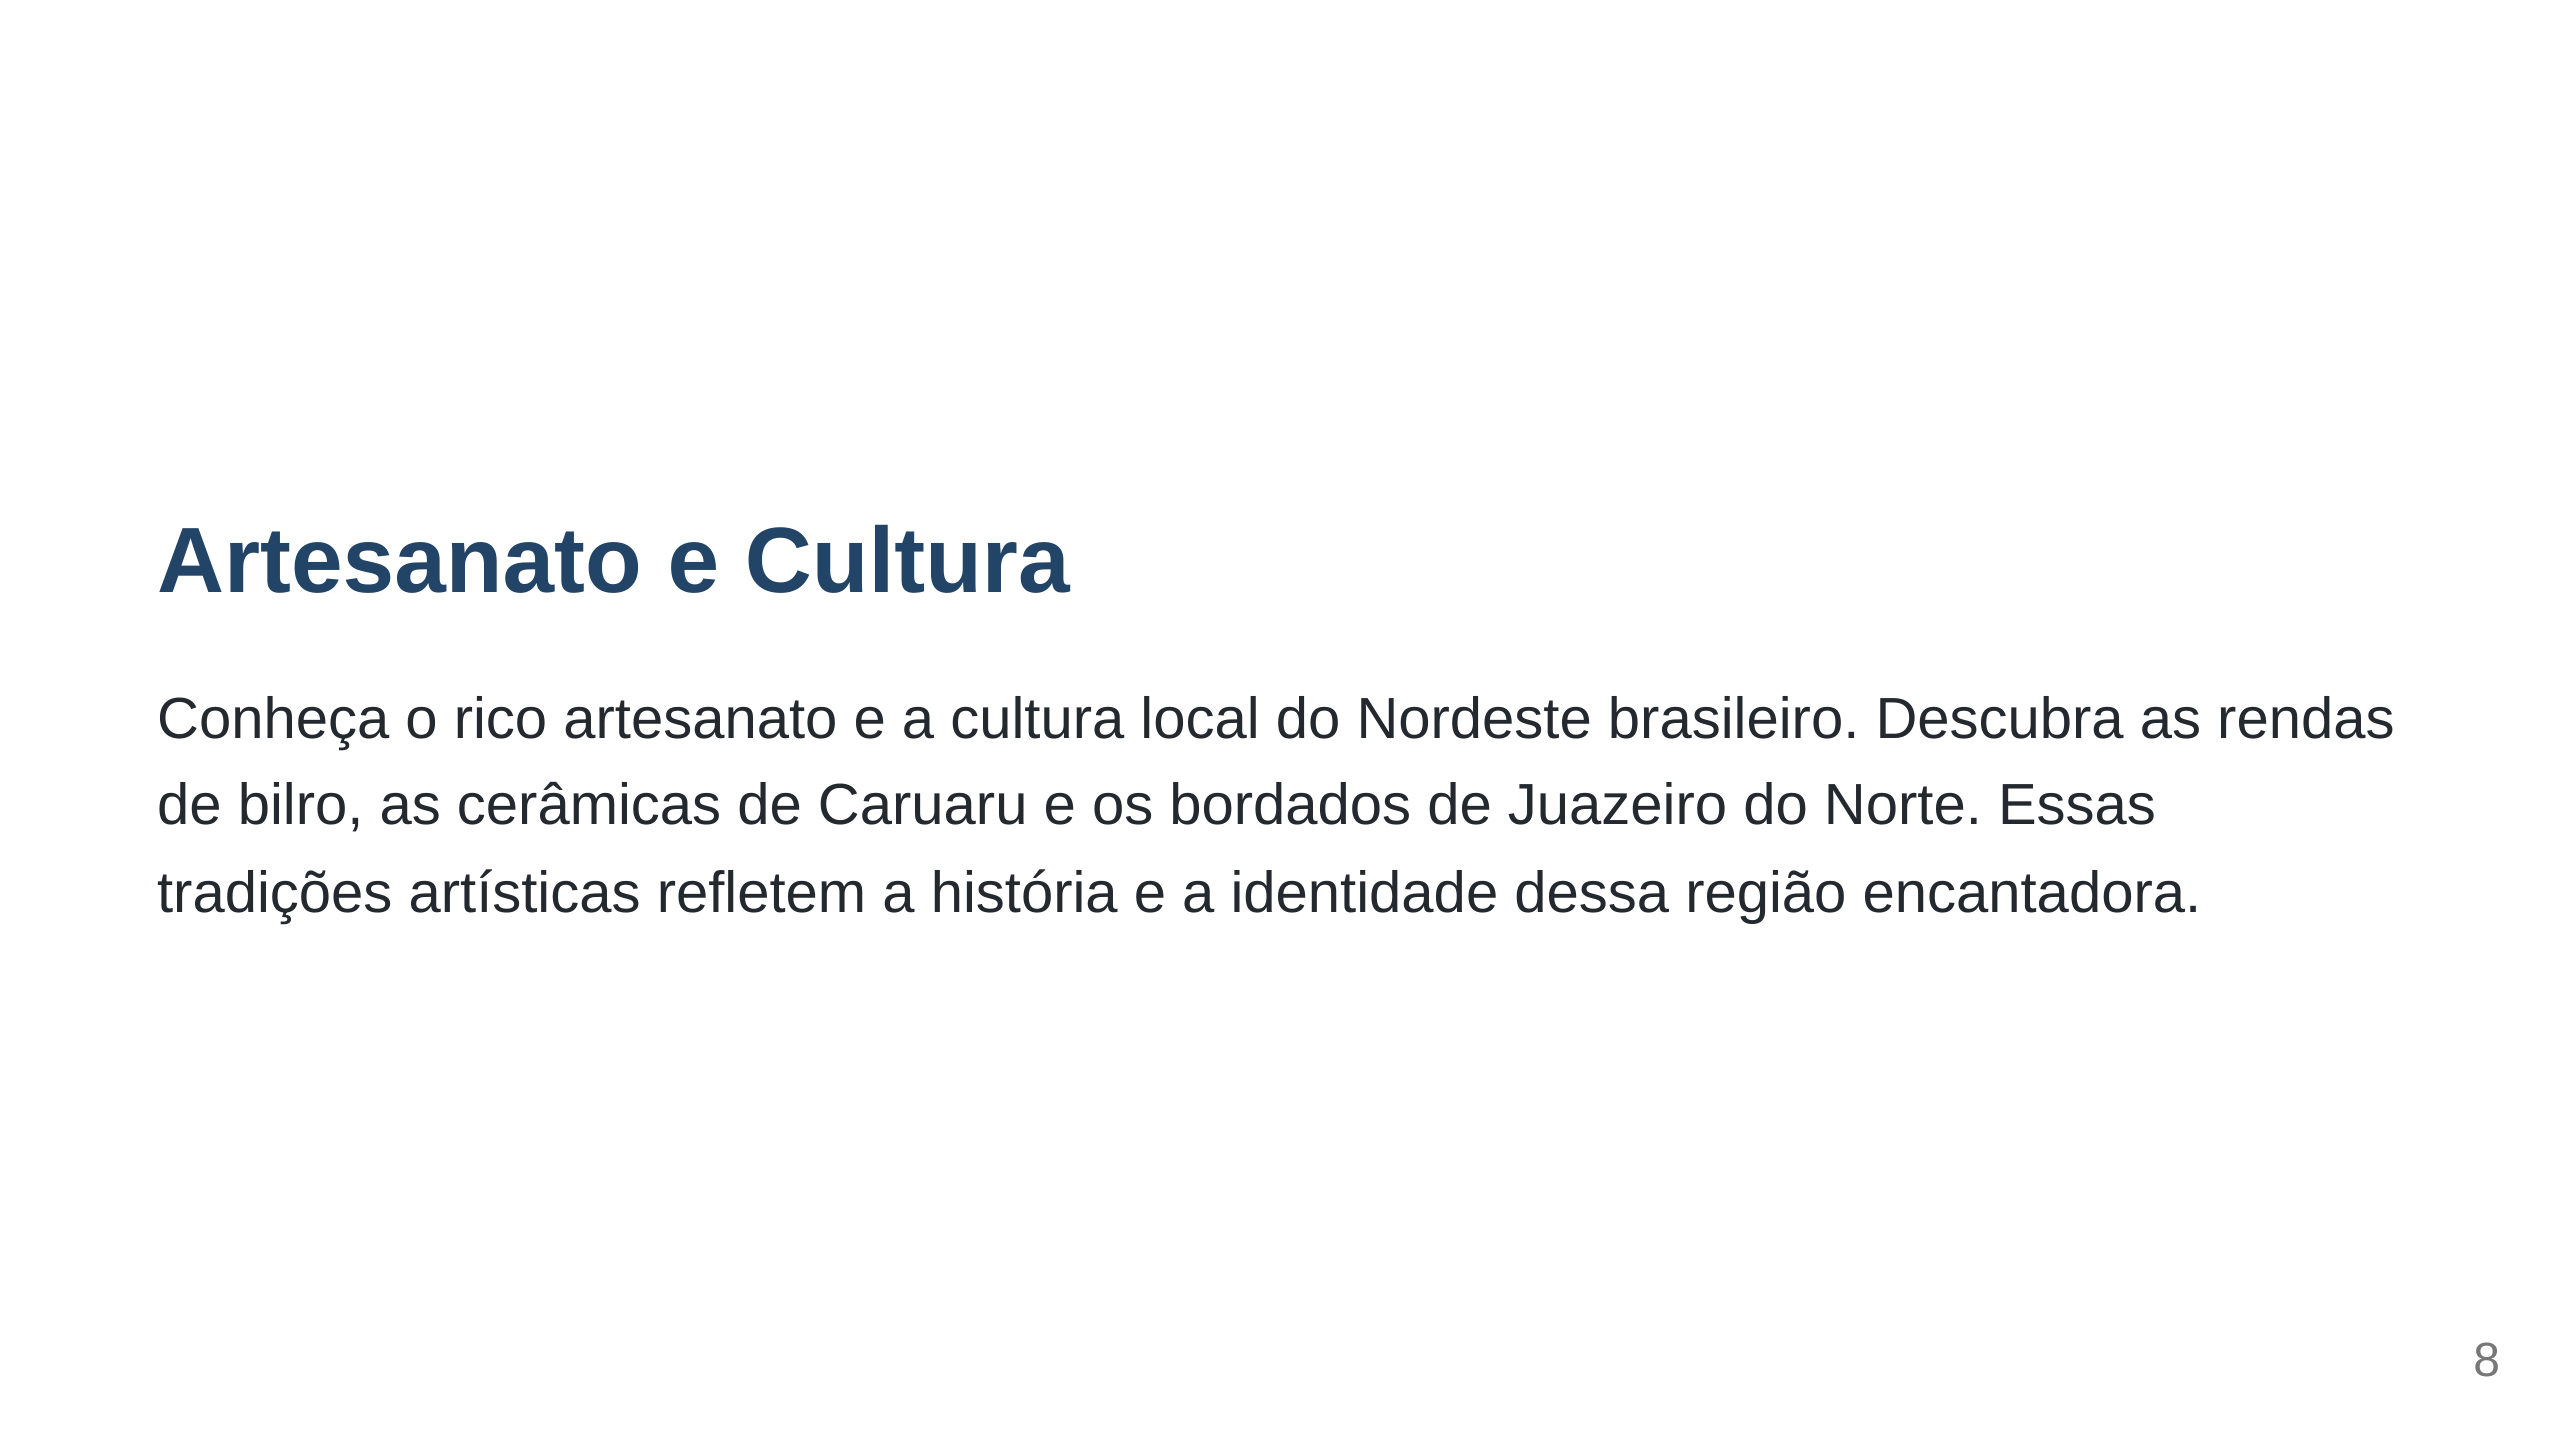 Artesanato e Cultura
Conheça o rico artesanato e a cultura local do Nordeste brasileiro. Descubra as rendas
de bilro, as cerâmicas de Caruaru e os bordados de Juazeiro do Norte. Essas
tradições artísticas refletem a história e a identidade dessa região encantadora.
8